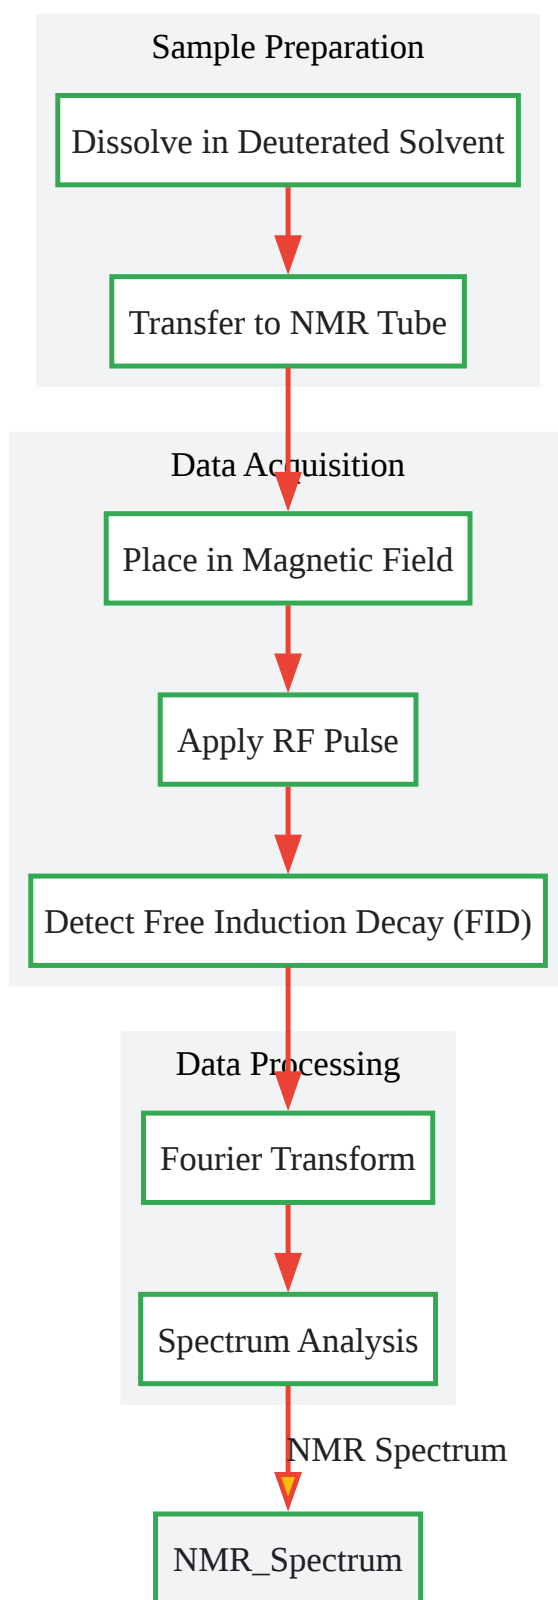 Sample Preparation
Dissolve in Deuterated Solvent
Transfer to NMR Tube
Data Acquisition
Place in Magnetic Field
Apply RF Pulse
Detect Free Induction Decay (FID)
Data Processing
Fourier Transform
Spectrum Analysis
NMR Spectrum
NMR_Spectrum